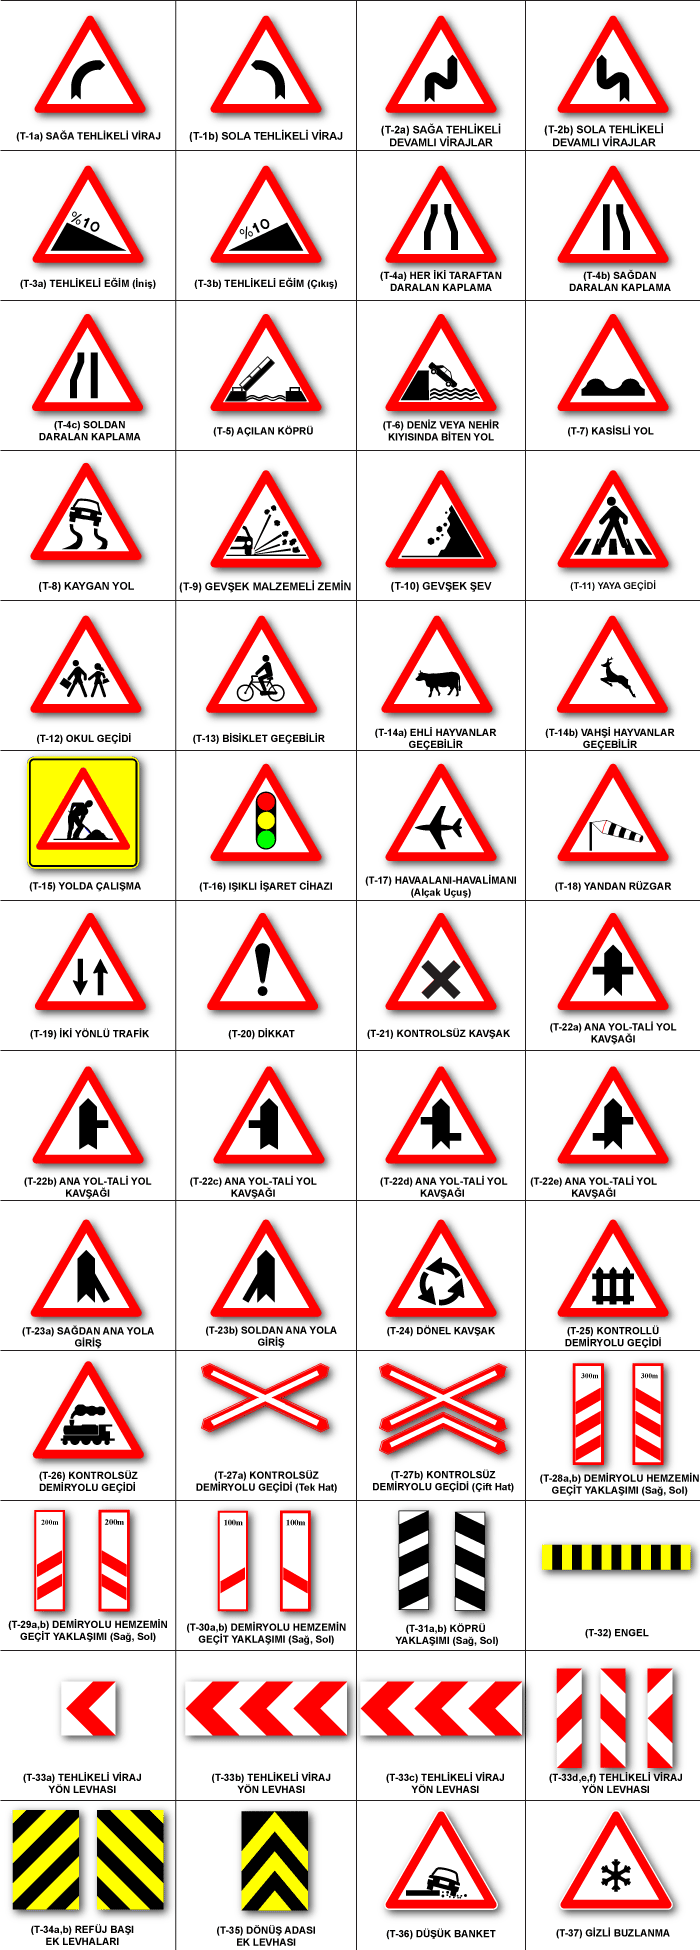 (T-1a) SAĞA TEHLİKELİ VİRAJ
(T-1b) SOLA TEHLİKELİ VİRAJ
(T-2a) SAĞA TEHLİKELİ
DEVAMLI VİRAJLAR
(T-2b) SOLA TEHLİKELİ
DEVAMLI VİRAJLAR
%10
(T-3a) TEHLİKELİ EĞİM (İniş)
%10
(T-3b) TEHLİKELİ EĞİM (Çıkış)
(T-4a) HER İKİ TARAFTAN
DARALAN KAPLAMA
(T-4b) SAĞDAN
DARALAN KAPLAMA
(T-4c) SOLDAN
DARALAN KAPLAMA
(T-5) AÇILAN KÖPRÜ
(T-6) DENİZ VEYA NEHİR
KIYISINDA BİTEN YOL
(T-7) KASİSLİ YOL
(T-8) KAYGAN YOL
(T-9) GEVŞEK MALZEMELİ ZEMİN
(T-10) GEVŞEK ŞEV
(T-11) YAYA GEÇİDİ
(T-12) OKUL GEÇİDİ
(T-13) BİSİKLET GEÇEBİLİR
(T-14a) EHLİ HAYVANLAR
GEÇEBİLİR
(T-14b) VAHŞİ HAYVANLAR
GEÇEBİLİR
(T-15) YOLDA ÇALIŞMA
(T-16) IŞIKLI İŞARET CİHAZI
(T-17) HAVAALANI-HAVALİMANI
(Alçak Uçuş)
(T-18) YANDAN RÜZGAR
(T-19) İKİ YÖNLÜ TRAFİK
(T-20) DİKKAT
(T-21) KONTROLSÜZ KAVŞAK
(T-22a) ANA YOL-TALİ YOL
KAVŞAĞI
(T-22b) ANA YOL-TALİ YOL
KAVŞAĞI
(T-22c) ANA YOL-TALİ YOL
KAVŞAĞI
(T-22d) ANA YOL-TALİ YOL
KAVŞAĞI
(T-22e) ANA YOL-TALİ YOL
KAVŞAĞI
(T-23a) SAĞDAN ANA YOLA
GİRİŞ
(T-23b) SOLDAN ANA YOLA
GİRİŞ
(T-24) DÖNEL KAVŞAK
(T-25) KONTROLLÜ
DEMİRYOLU GEÇİDİ
(T-26) KONTROLSÜZ
DEMİRYOLU GEÇİDİ
(T-27a) KONTROLSÜZ
DEMİRYOLU GEÇİDİ (Tek Hat)
(T-27b) KONTROLSÜZ
DEMİRYOLU GEÇİDİ (Çift Hat)
300m 300m
(T-28a,b) DEMİRYOLU HEMZEMİN
GEÇİT YAKLAŞIMI (Sağ, Sol)
200m 200m
(T-29a,b) DEMİRYOLU HEMZEMİN
GEÇİT YAKLAŞIMI (Sağ, Sol)
100m 100m
(T-30a,b) DEMİRYOLU HEMZEMİN
GEÇİT YAKLAŞIMI (Sağ, Sol)
(T-31a,b) KÖPRÜ
YAKLAŞIMI (Sağ, Sol)
(T-32) ENGEL
(T-33a) TEHLİKELİ VİRAJ
YÖN LEVHASI
(T-33b) TEHLİKELİ VİRAJ
YÖN LEVHASI
(T-33c) TEHLİKELİ VİRAJ
YÖN LEVHASI
(T-33d,e,f) TEHLİKELİ VİRAJ
YÖN LEVHASI
(T-34a,b) REFÜJ BAŞI
EK LEVHALARI
(T-35) DÖNÜŞ ADASI
EK LEVHASI
(T-36) DÜŞÜK BANKET
(T-37) GİZLİ BUZLANMA